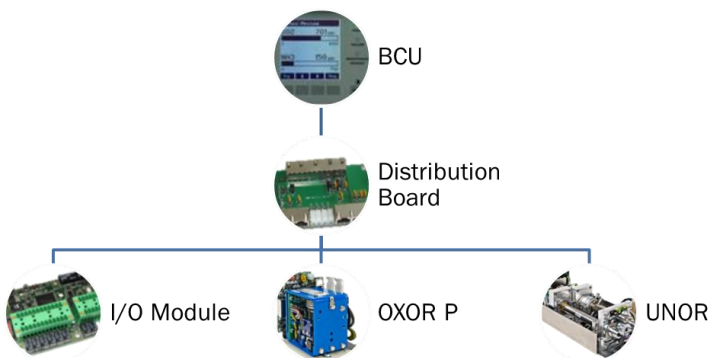 BCU
Distribution
Board
I/O Module
OXOR P
UNOR